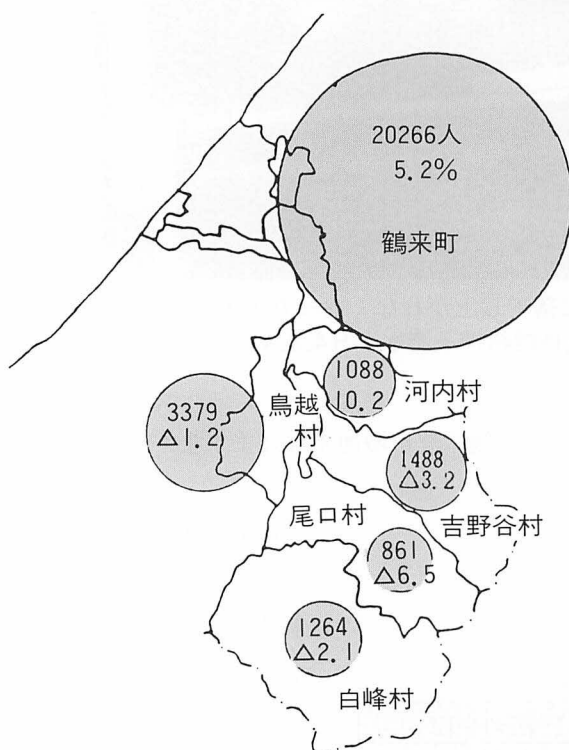 20266人
5.2%
鶴来町
1088
10.2
河内村
3379
△1.2
鳥越
村
1488
△3.2
吉野谷村
尾口村
861
△6.5
1264
△2.1
白峰村